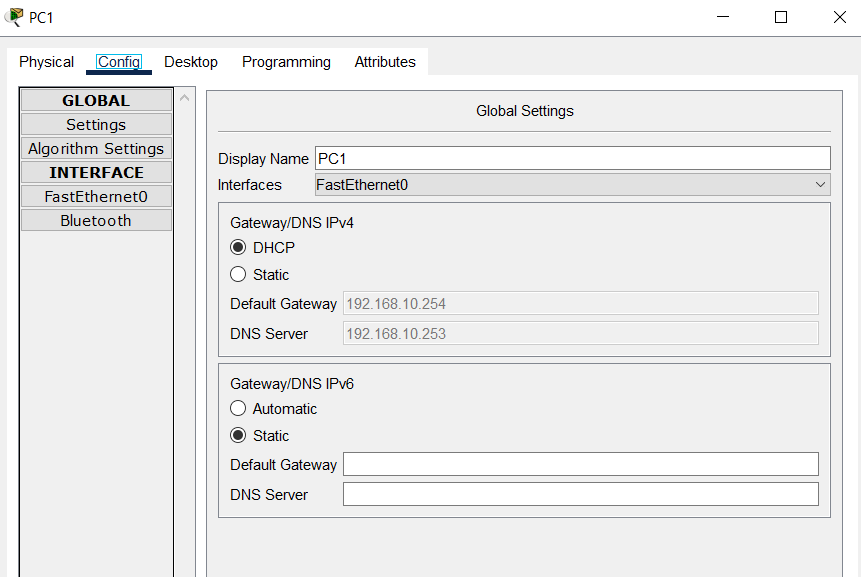 PC1
Physical Config Desktop Programming Attributes
GLOBAL
Settings
Algorithm Settings
INTERFACE
FastEthernet0
Bluetooth
Global Settings
Display Name PC1
Interfaces FastEthernet0
Gateway/DNS IPv4
DHCP
Static
Default Gateway 192.168.10.254
DNS Server 192.168.10.253
Gateway/DNS IPv6
Automatic
Static
Default Gateway
DNS Server